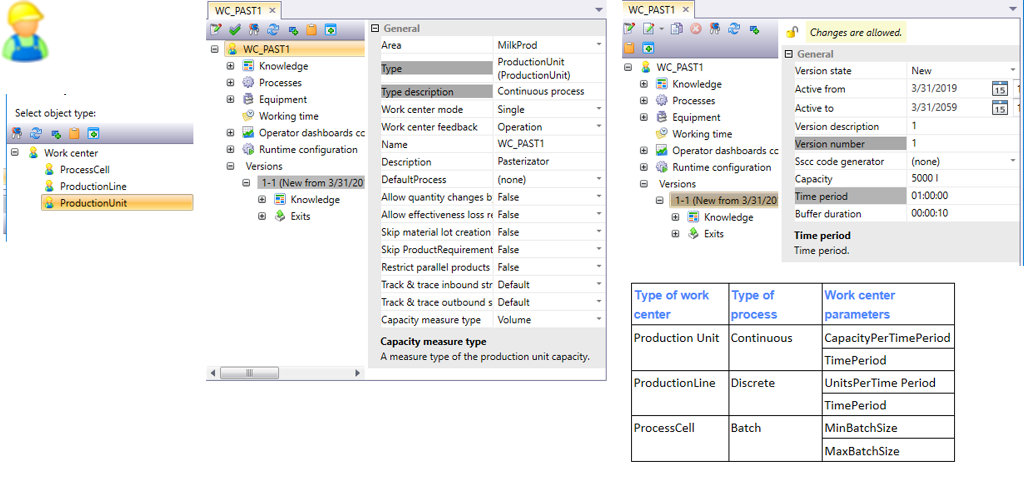 Select object type:
Work center
ProcessCell
ProductionLine
ProductionUnit
WC_PAST1
WC_PAST1
Knowledge
Processes
Equipment
Working time
Operator dashboards cc
Runtime configuration
Versions
1-1 (New from 3/31/20
Knowledge
Exits
General
Area MilkProd
Type ProductionUnit
(ProductionUnit)
Type description Continuous process
Work center mode Single
Work center feedback Operation
Name WC_PAST1
Description Pasterizator
DefaultProcess (none)
Allow quantity changes b False
Allow effectiveness loss r False
Skip material lot creation False
Skip ProductRequirement False
Restrict parallel products False
Track & trace inbound str Default
Track & trace outbound s Default
Capacity measure type Volume
Capacity measure type
A measure type of the production unit capacity.
WC_PAST1
WC_PAST1
Knowledge
Processes
Equipment
Working time
Operator dashboards cc
Runtime configuration
Versions
1-1 (New from 3/31/20
Knowledge
Exits
Changes are allowed.
General
Version state New
Active from 3/31/2019 15
Active to 3/31/2059 15
Version description 1
Version number 1
Sscc code generator (none)
Capacity 5000 l
Time period 01:00:00
Buffer duration 00:00:10
Time period
Time period.
Type of work center Type of process Work center parameters
Production Unit Continuous CapacityPerTimePeriod
TimePeriod
ProductionLine Discrete UnitsPerTime Period
TimePeriod
ProcessCell Batch MinBatchSize
MaxBatchSize